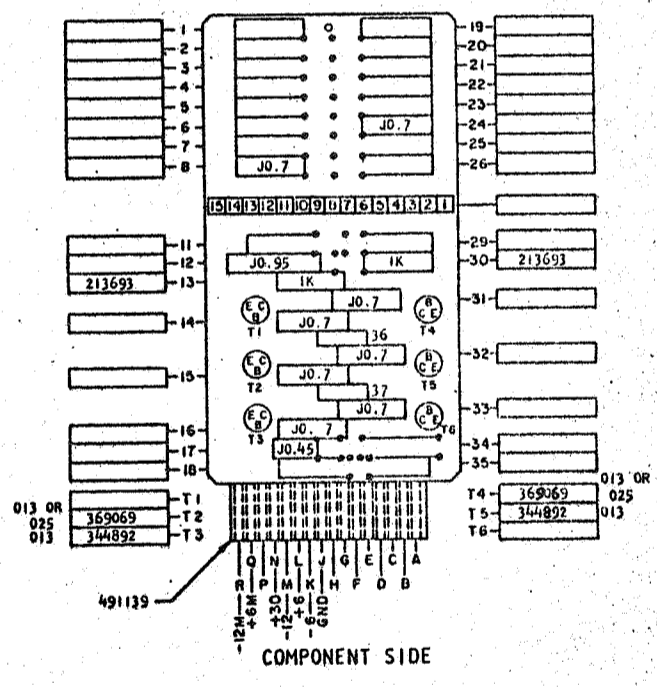 1 19
2 20
3 21
4 22
5 23
6 J0.7 24
7 25
8 J0.7 26
15 14 13 12 11 10 9 8 7 6 5 4 3 2 1
11 29
12 J0.95 1K 30 213693
213693 13 1K
J0.7 31
E C B T1 B C E T4
14 J0.7
36
J0.7 32
E C B T2 B C E T5
15 J0.7
37
J0.7 33
E C B T3 B C E T6
16 J0.7
17 J0.45 34
18 35
T1 T4 369069 013 OR 025
013 OR 025 369069 T2 T5 344892 013
013 344892 T3 T6
491139
Q N L J G E C A
R P M K H F D B
-12M +6M +30 -12 +6 -6 GND
COMPONENT SIDE